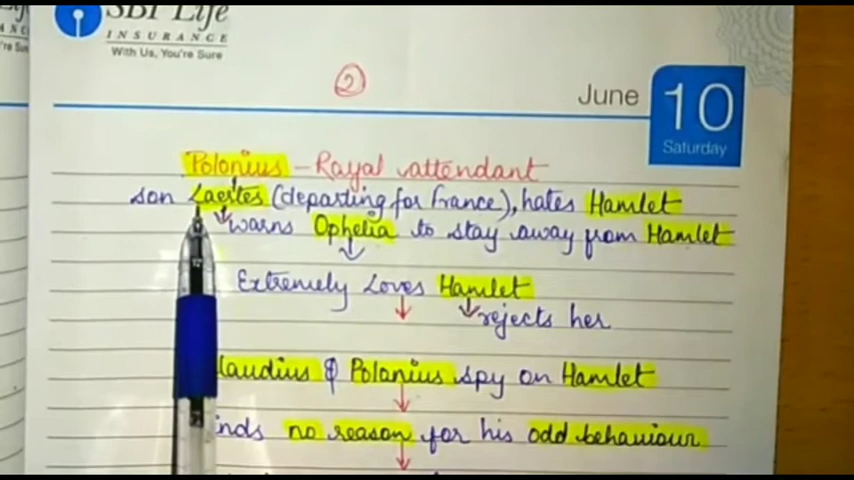 SBI Life
INSURANCE
With Us, You're Sure
2
June 10
Saturday
Polonius - Rayal attendant
son Laertes (departing for france), hates Hamlet
warns Ophelia to stay away from Hamlet
Extremely Loves Hamlet
rejects her
laudius & Polonius spy on Hamlet
inds no reason for his odd behaviour